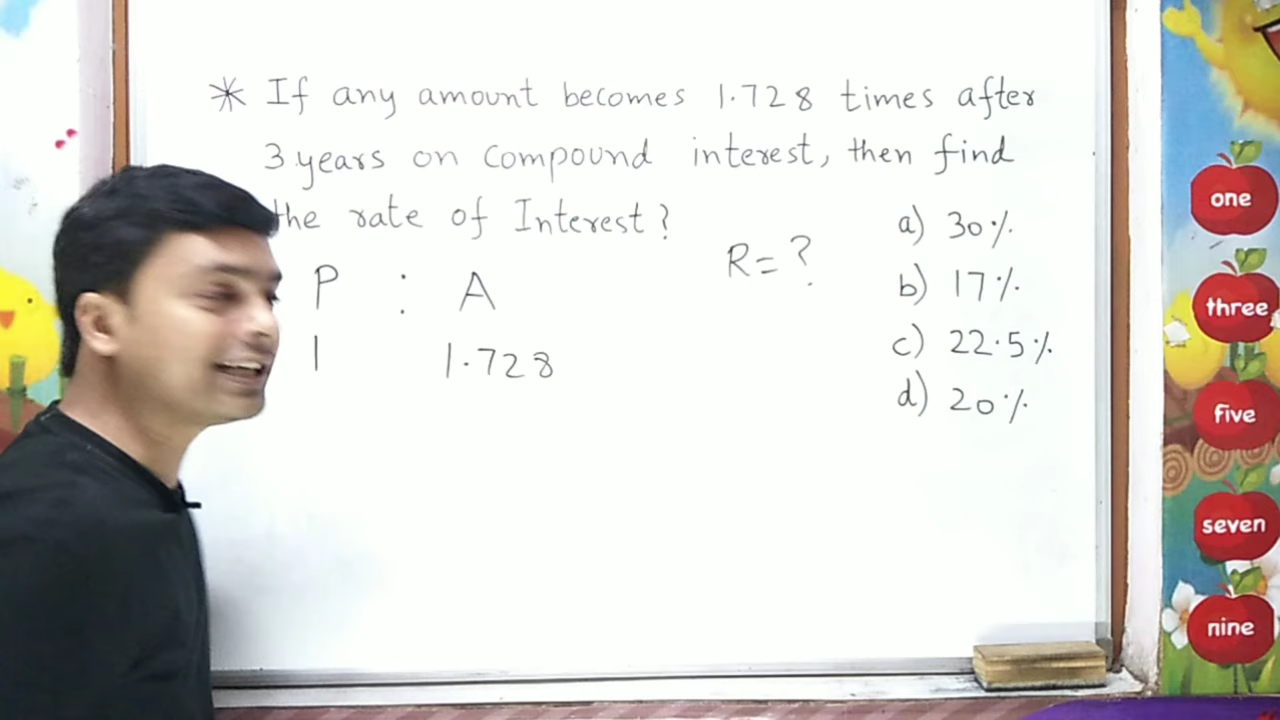 * If any amount becomes 1.728 times after
3 years on compound interest, then find
the rate of Interest?
R = ?
a) 30%
b) 17%
c) 22.5%
d) 20%
P : A
1 1.728
one
three
five
seven
nine